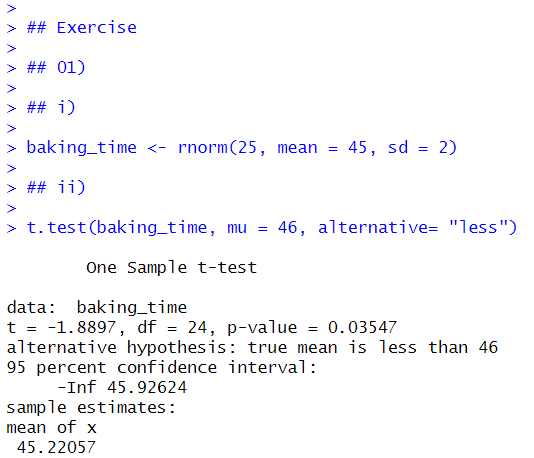 >
> ## Exercise
>
> ## 01)
>
> ## i)
>
> baking_time <- rnorm(25, mean = 45, sd = 2)
>
> ## ii)
>
> t.test(baking_time, mu = 46, alternative= "less")
One Sample t-test
data:  baking_time
t = -1.8897, df = 24, p-value = 0.03547
alternative hypothesis: true mean is less than 46
95 percent confidence interval:
-Inf 45.92624
sample estimates:
mean of x
45.22057